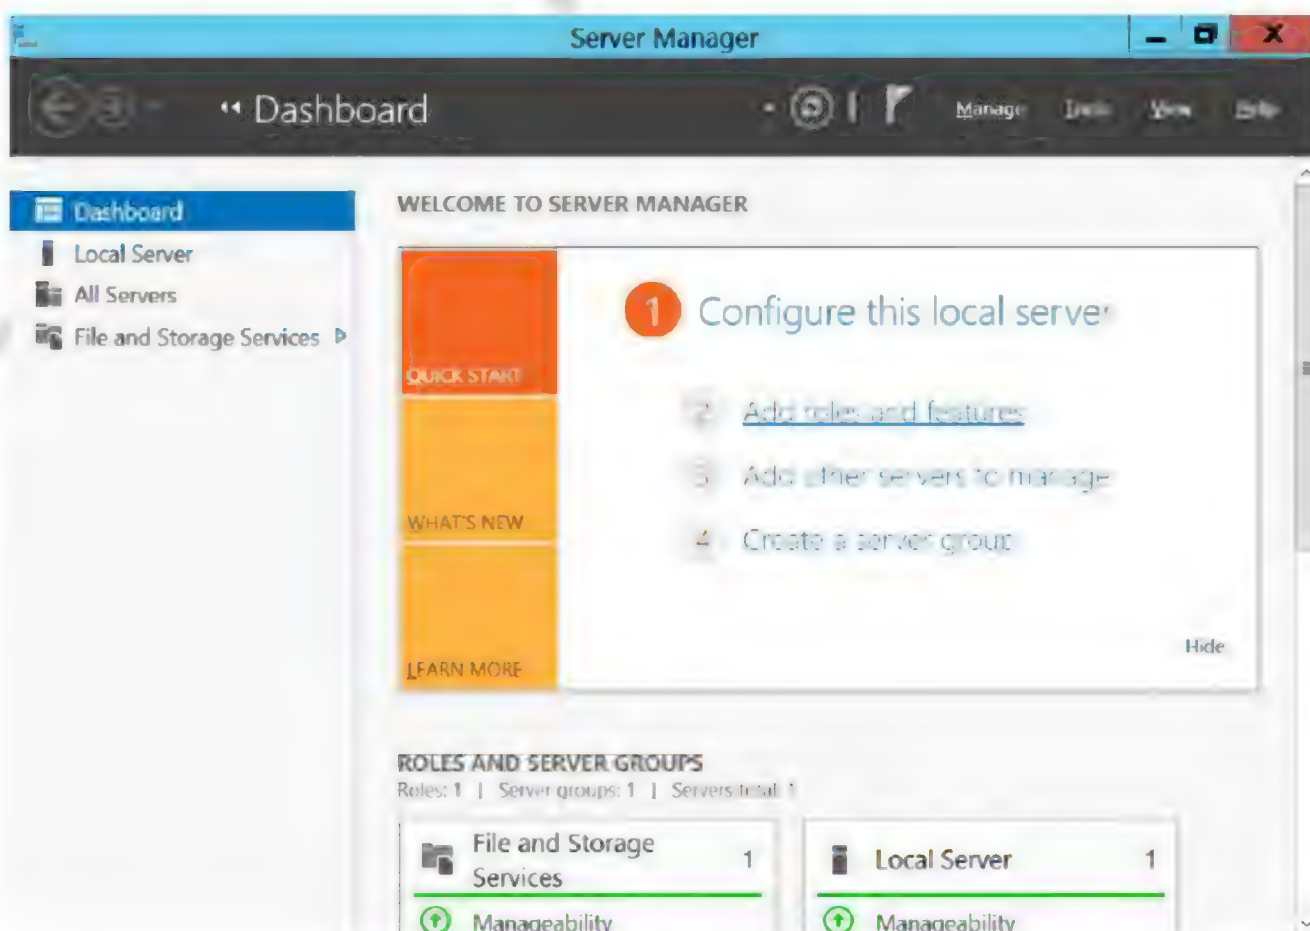 Server Manager
Dashboard
Manage Tools View Help
Dashboard
Local Server
All Servers
File and Storage Services
WELCOME TO SERVER MANAGER
QUICK START
WHAT'S NEW
LEARN MORE
1 Configure this local server
2 Add roles and features
3 Add other servers to manage
4 Create a server group
Hide
ROLES AND SERVER GROUPS
Roles: 1 | Server groups: 1 | Servers total: 1
File and Storage Services 1
Manageability
Local Server 1
Manageability